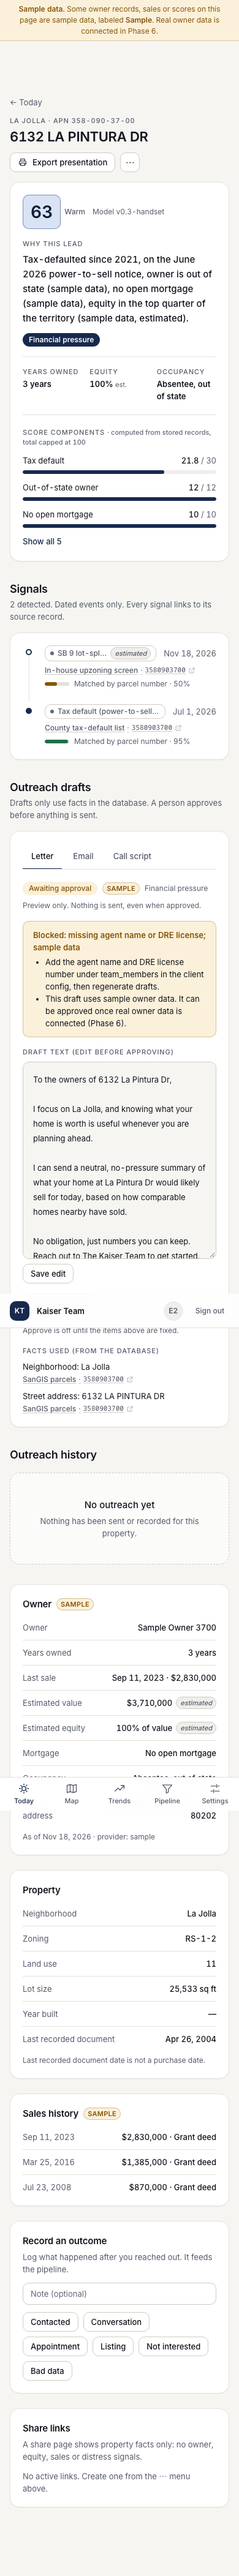 Sample data. Some owner records, sales or scores on this
page are sample data, labeled Sample. Real owner data is
connected in Phase 6.
← Today
LA JOLLA · APN 358-090-37-00
6132 LA PINTURA DR
Export presentation
···
63 Warm Model v0.3-handset
WHY THIS LEAD
Tax-defaulted since 2021, on the June
2026 power-to-sell notice, owner is out of
state (sample data), no open mortgage
(sample data), equity in the top quarter of
the territory (sample data, estimated).
Financial pressure
YEARS OWNED EQUITY OCCUPANCY
3 years 100% est. Absentee, out
of state
SCORE COMPONENTS · computed from stored records,
total capped at 100
Tax default 21.8 / 30
Out-of-state owner 12 / 12
No open mortgage 10 / 10
Show all 5
Signals
2 detected. Dated events only. Every signal links to its
source record.
SB 9 lot-spl... estimated Nov 18, 2026
In-house upzoning screen · 3580903700
Matched by parcel number · 50%
Tax default (power-to-sell... Jul 1, 2026
County tax-default list · 3580903700
Matched by parcel number · 95%
Outreach drafts
Drafts only use facts in the database. A person approves
before anything is sent.
Letter Email Call script
Awaiting approval SAMPLE Financial pressure
Preview only. Nothing is sent, even when approved.
Blocked: missing agent name or DRE license;
sample data
• Add the agent name and DRE license
number under team_members in the client
config, then regenerate drafts.
• This draft uses sample owner data. It can
be approved once real owner data is
connected (Phase 6).
DRAFT TEXT (EDIT BEFORE APPROVING)
To the owners of 6132 La Pintura Dr,
I focus on La Jolla, and knowing what your
home is worth is useful whenever you are
planning ahead.
I can send a neutral, no-pressure summary of
what your home at La Pintura Dr would likely
sell for today, based on how comparable
homes nearby have sold.
No obligation, just numbers you can keep.
Reach out to The Kaiser Team to get started.
Save edit
KT Kaiser Team E2 Sign out
Approve is off until the items above are fixed.
FACTS USED (FROM THE DATABASE)
Neighborhood: La Jolla
SanGIS parcels · 3580903700
Street address: 6132 LA PINTURA DR
SanGIS parcels · 3580903700
Outreach history
No outreach yet
Nothing has been sent or recorded for this
property.
Owner SAMPLE
Owner Sample Owner 3700
Years owned 3 years
Last sale Sep 11, 2023 · $2,830,000
Estimated value $3,710,000 estimated
Estimated equity 100% of value estimated
Mortgage No open mortgage
Today Map Trends Pipeline Settings
address 80202
As of Nov 18, 2026 · provider: sample
Property
Neighborhood La Jolla
Zoning RS-1-2
Land use 11
Lot size 25,533 sq ft
Year built —
Last recorded document Apr 26, 2004
Last recorded document date is not a purchase date.
Sales history SAMPLE
Sep 11, 2023 $2,830,000 · Grant deed
Mar 25, 2016 $1,385,000 · Grant deed
Jul 23, 2008 $870,000 · Grant deed
Record an outcome
Log what happened after you reached out. It feeds
the pipeline.
Note (optional)
Contacted Conversation
Appointment Listing Not interested
Bad data
Share links
A share page shows property facts only: no owner,
equity, sales or distress signals.
No active links. Create one from the ··· menu
above.